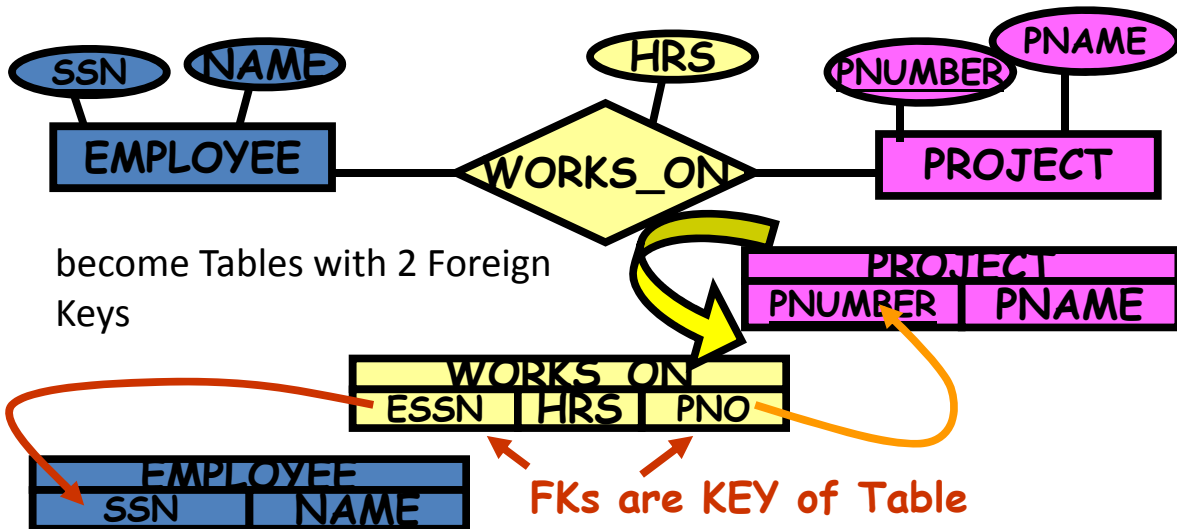 SSN
NAME
HRS
PNUMBER
PNAME
EMPLOYEE
WORKS_ON
PROJECT
become Tables with 2 Foreign
Keys
PROJECT
PNUMBER PNAME
WORKS_ON
ESSN HRS PNO
FKs are KEY of Table
EMPLOYEE
SSN NAME